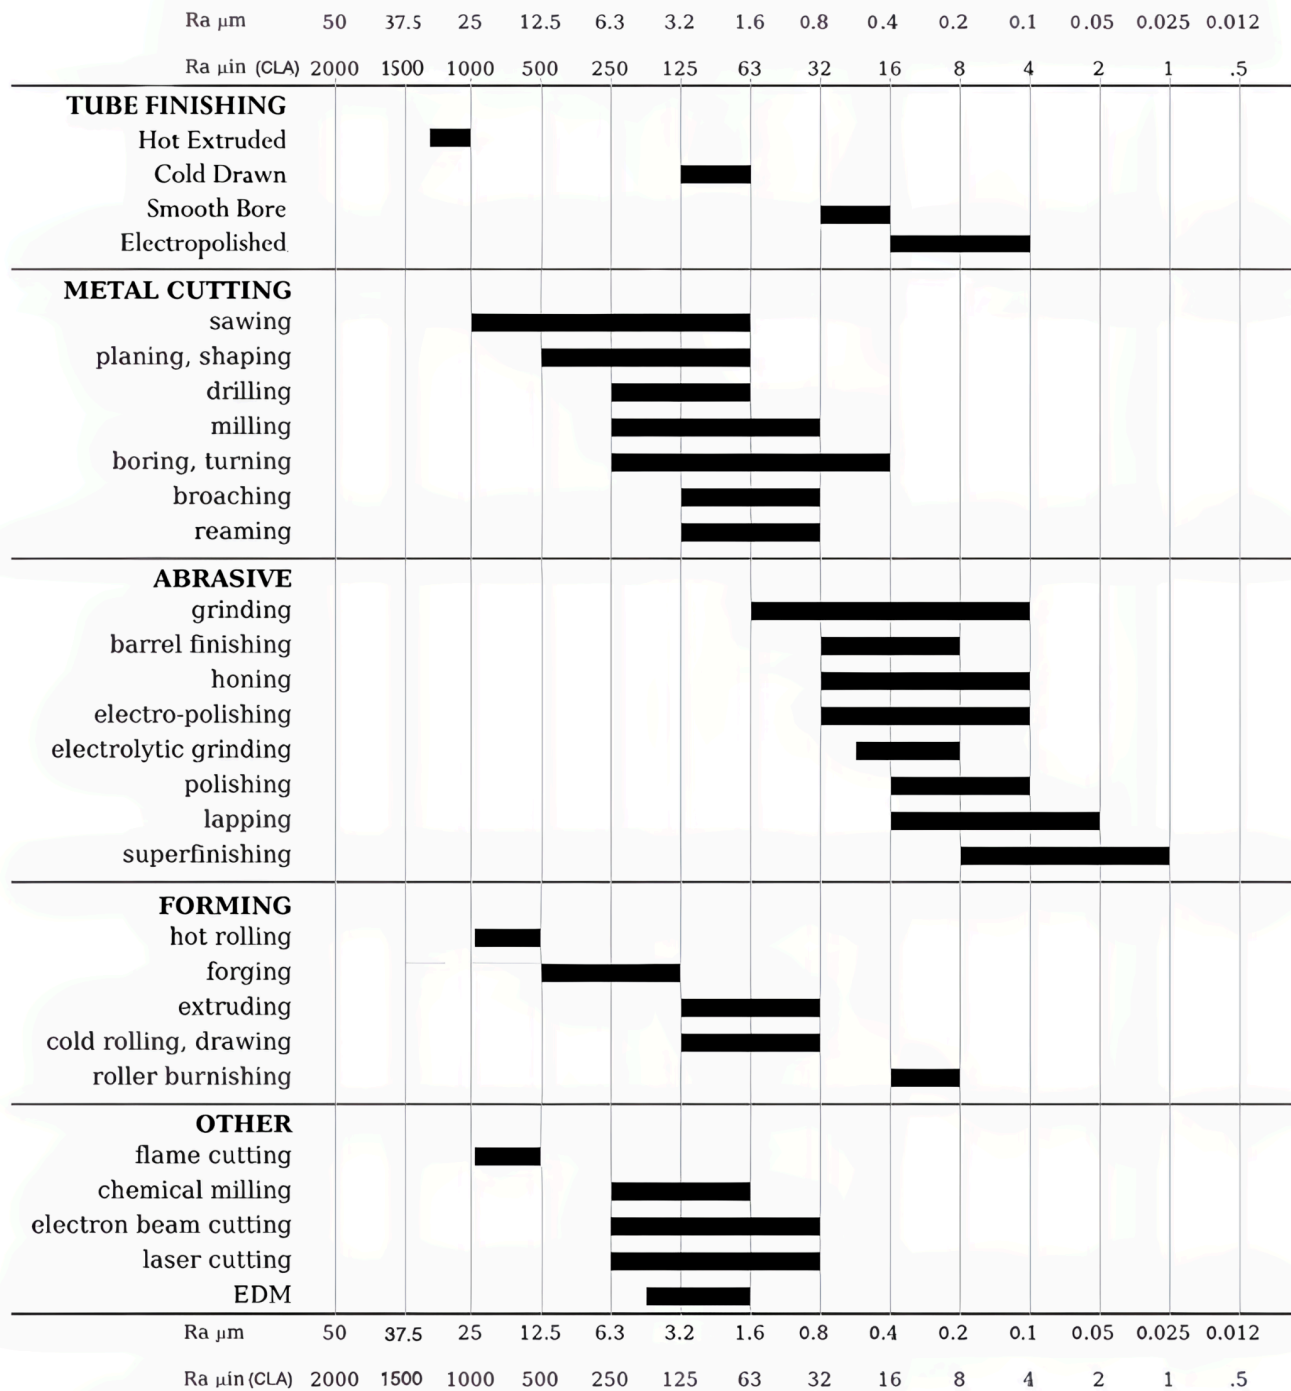 Ra µm 50 37.5 25 12.5 6.3 3.2 1.6 0.8 0.4 0.2 0.1 0.05 0.025 0.012
Ra µin (CLA) 2000 1500 1000 500 250 125 63 32 16 8 4 2 1 .5
TUBE FINISHING
Hot Extruded
Cold Drawn
Smooth Bore
Electropolished
METAL CUTTING
sawing
planing, shaping
drilling
milling
boring, turning
broaching
reaming
ABRASIVE
grinding
barrel finishing
honing
electro-polishing
electrolytic grinding
polishing
lapping
superfinishing
FORMING
hot rolling
forging
extruding
cold rolling, drawing
roller burnishing
OTHER
flame cutting
chemical milling
electron beam cutting
laser cutting
EDM
Ra µm 50 37.5 25 12.5 6.3 3.2 1.6 0.8 0.4 0.2 0.1 0.05 0.025 0.012
Ra µin (CLA) 2000 1500 1000 500 250 125 63 32 16 8 4 2 1 .5